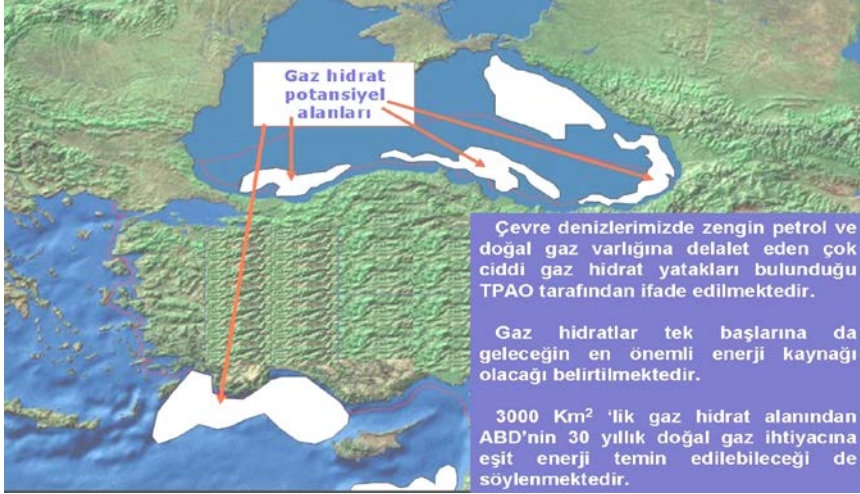 Gaz hidrat
potansiyel
alanları
Çevre denizlerimizde zengin petrol ve
doğal gaz varlığına delalet eden çok
ciddi gaz hidrat yatakları bulunduğu
TPAO tarafından ifade edilmektedir.
Gaz hidratlar tek başlarına da
geleceğin en önemli enerji kaynağı
olacağı belirtilmektedir.
3000 Km² ‘lik gaz hidrat alanından
ABD'nin 30 yıllık doğal gaz ihtiyacına
eşit enerji temin edilebileceği de
söylenmektedir.